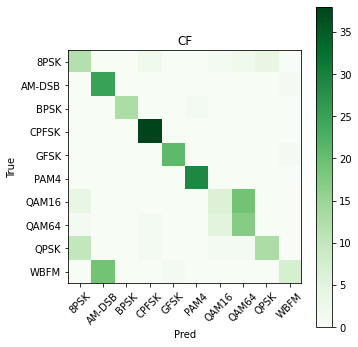 CF
True
8PSK
AM-DSB
BPSK
CPFSK
GFSK
PAM4
QAM16
QAM64
QPSK
WBFM
8PSK AM-DSB BPSK CPFSK GFSK PAM4 QAM16 QAM64 QPSK WBFM
Pred
35
30
25
20
15
10
5
0